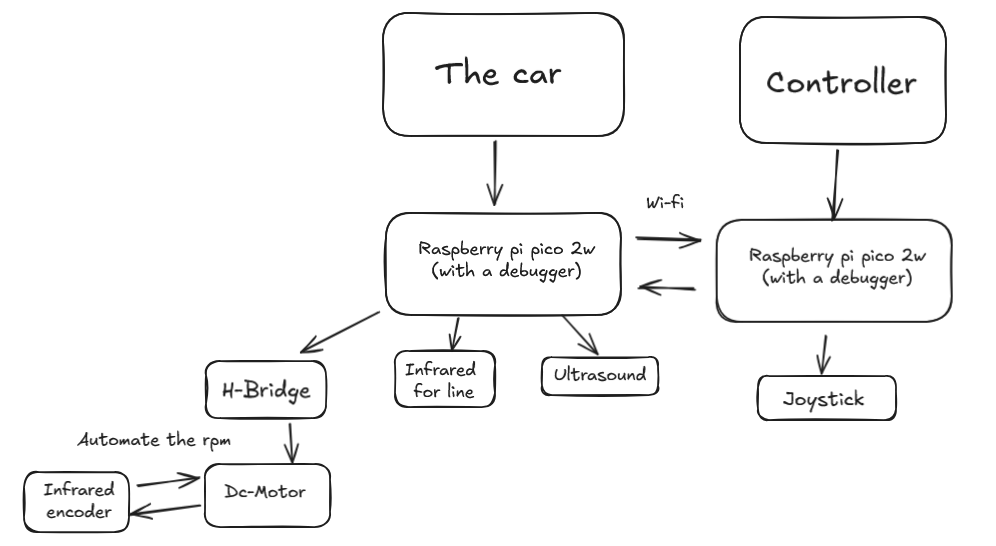 The car
Controller
Wi-fi
Raspberry pi pico 2w
(with a debugger)
Raspberry pi pico 2w
(with a debugger)
H-Bridge
Infrared
for line
Ultrasound
Joystick
Automate the rpm
Infrared
encoder
Dc-Motor